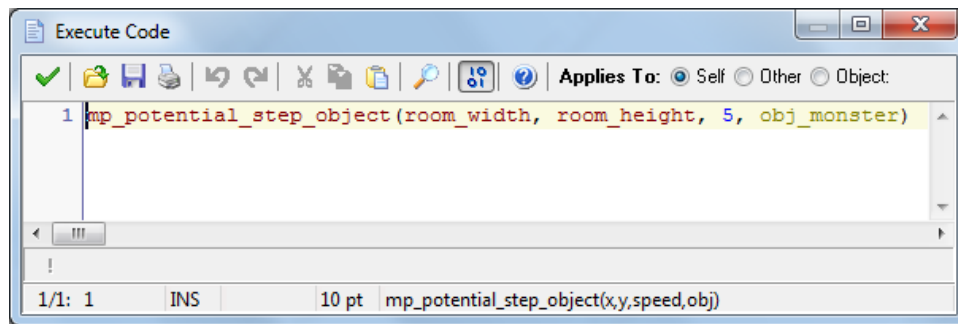 Execute Code
Applies To: Self Other Object:
1 mp_potential_step_object(room_width, room_height, 5, obj_monster)
!
1/1: 1 INS 10 pt mp_potential_step_object(x,y,speed,obj)